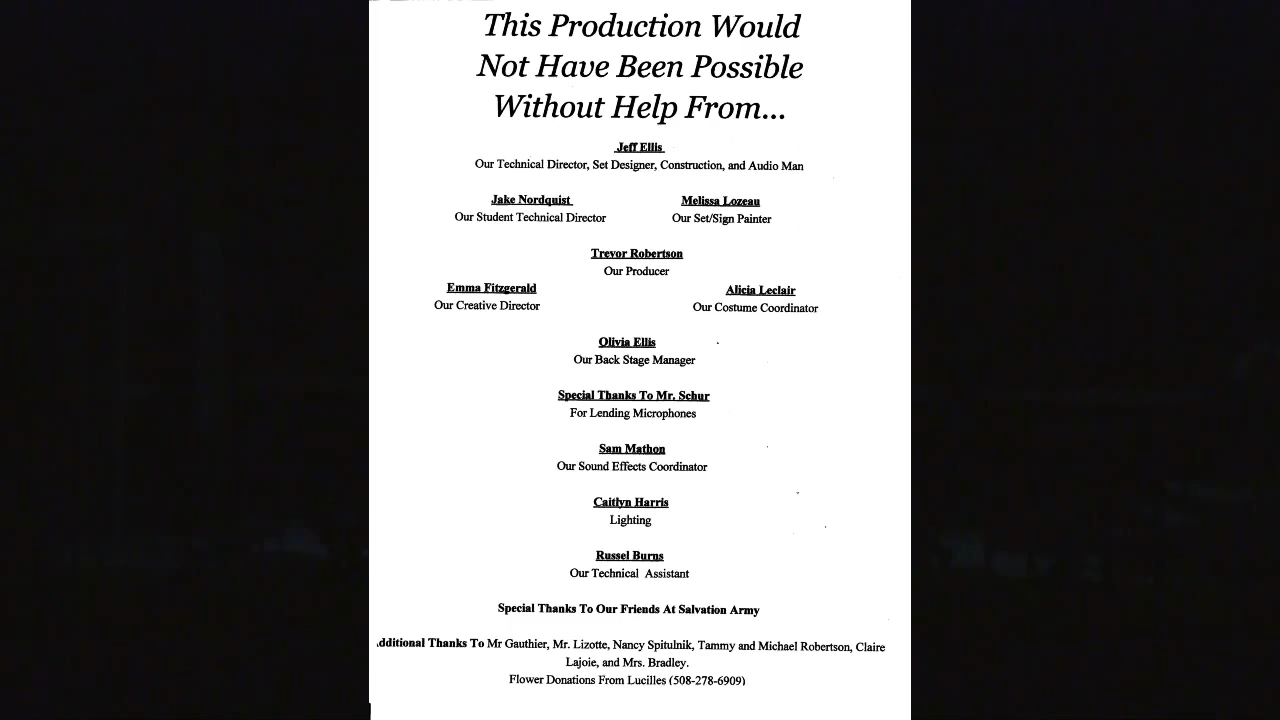 This Production Would
Not Have Been Possible
Without Help From...
Jeff Ellis
Our Technical Director, Set Designer, Construction, and Audio Man
Jake Nordquist Melissa Lozeau
Our Student Technical Director Our Set/Sign Painter
Trevor Robertson
Our Producer
Emma Fitzgerald Alicia Leclair
Our Creative Director Our Costume Coordinator
Olivia Ellis
Our Back Stage Manager
Special Thanks To Mr. Schur
For Lending Microphones
Sam Mathon
Our Sound Effects Coordinator
Caitlyn Harris
Lighting
Russel Burns
Our Technical Assistant
Special Thanks To Our Friends At Salvation Army
dditional Thanks To Mr Gauthier, Mr. Lizotte, Nancy Spitulnik, Tammy and Michael Robertson, Claire
Lajoie, and Mrs. Bradley.
Flower Donations From Lucilles (508-278-6909)